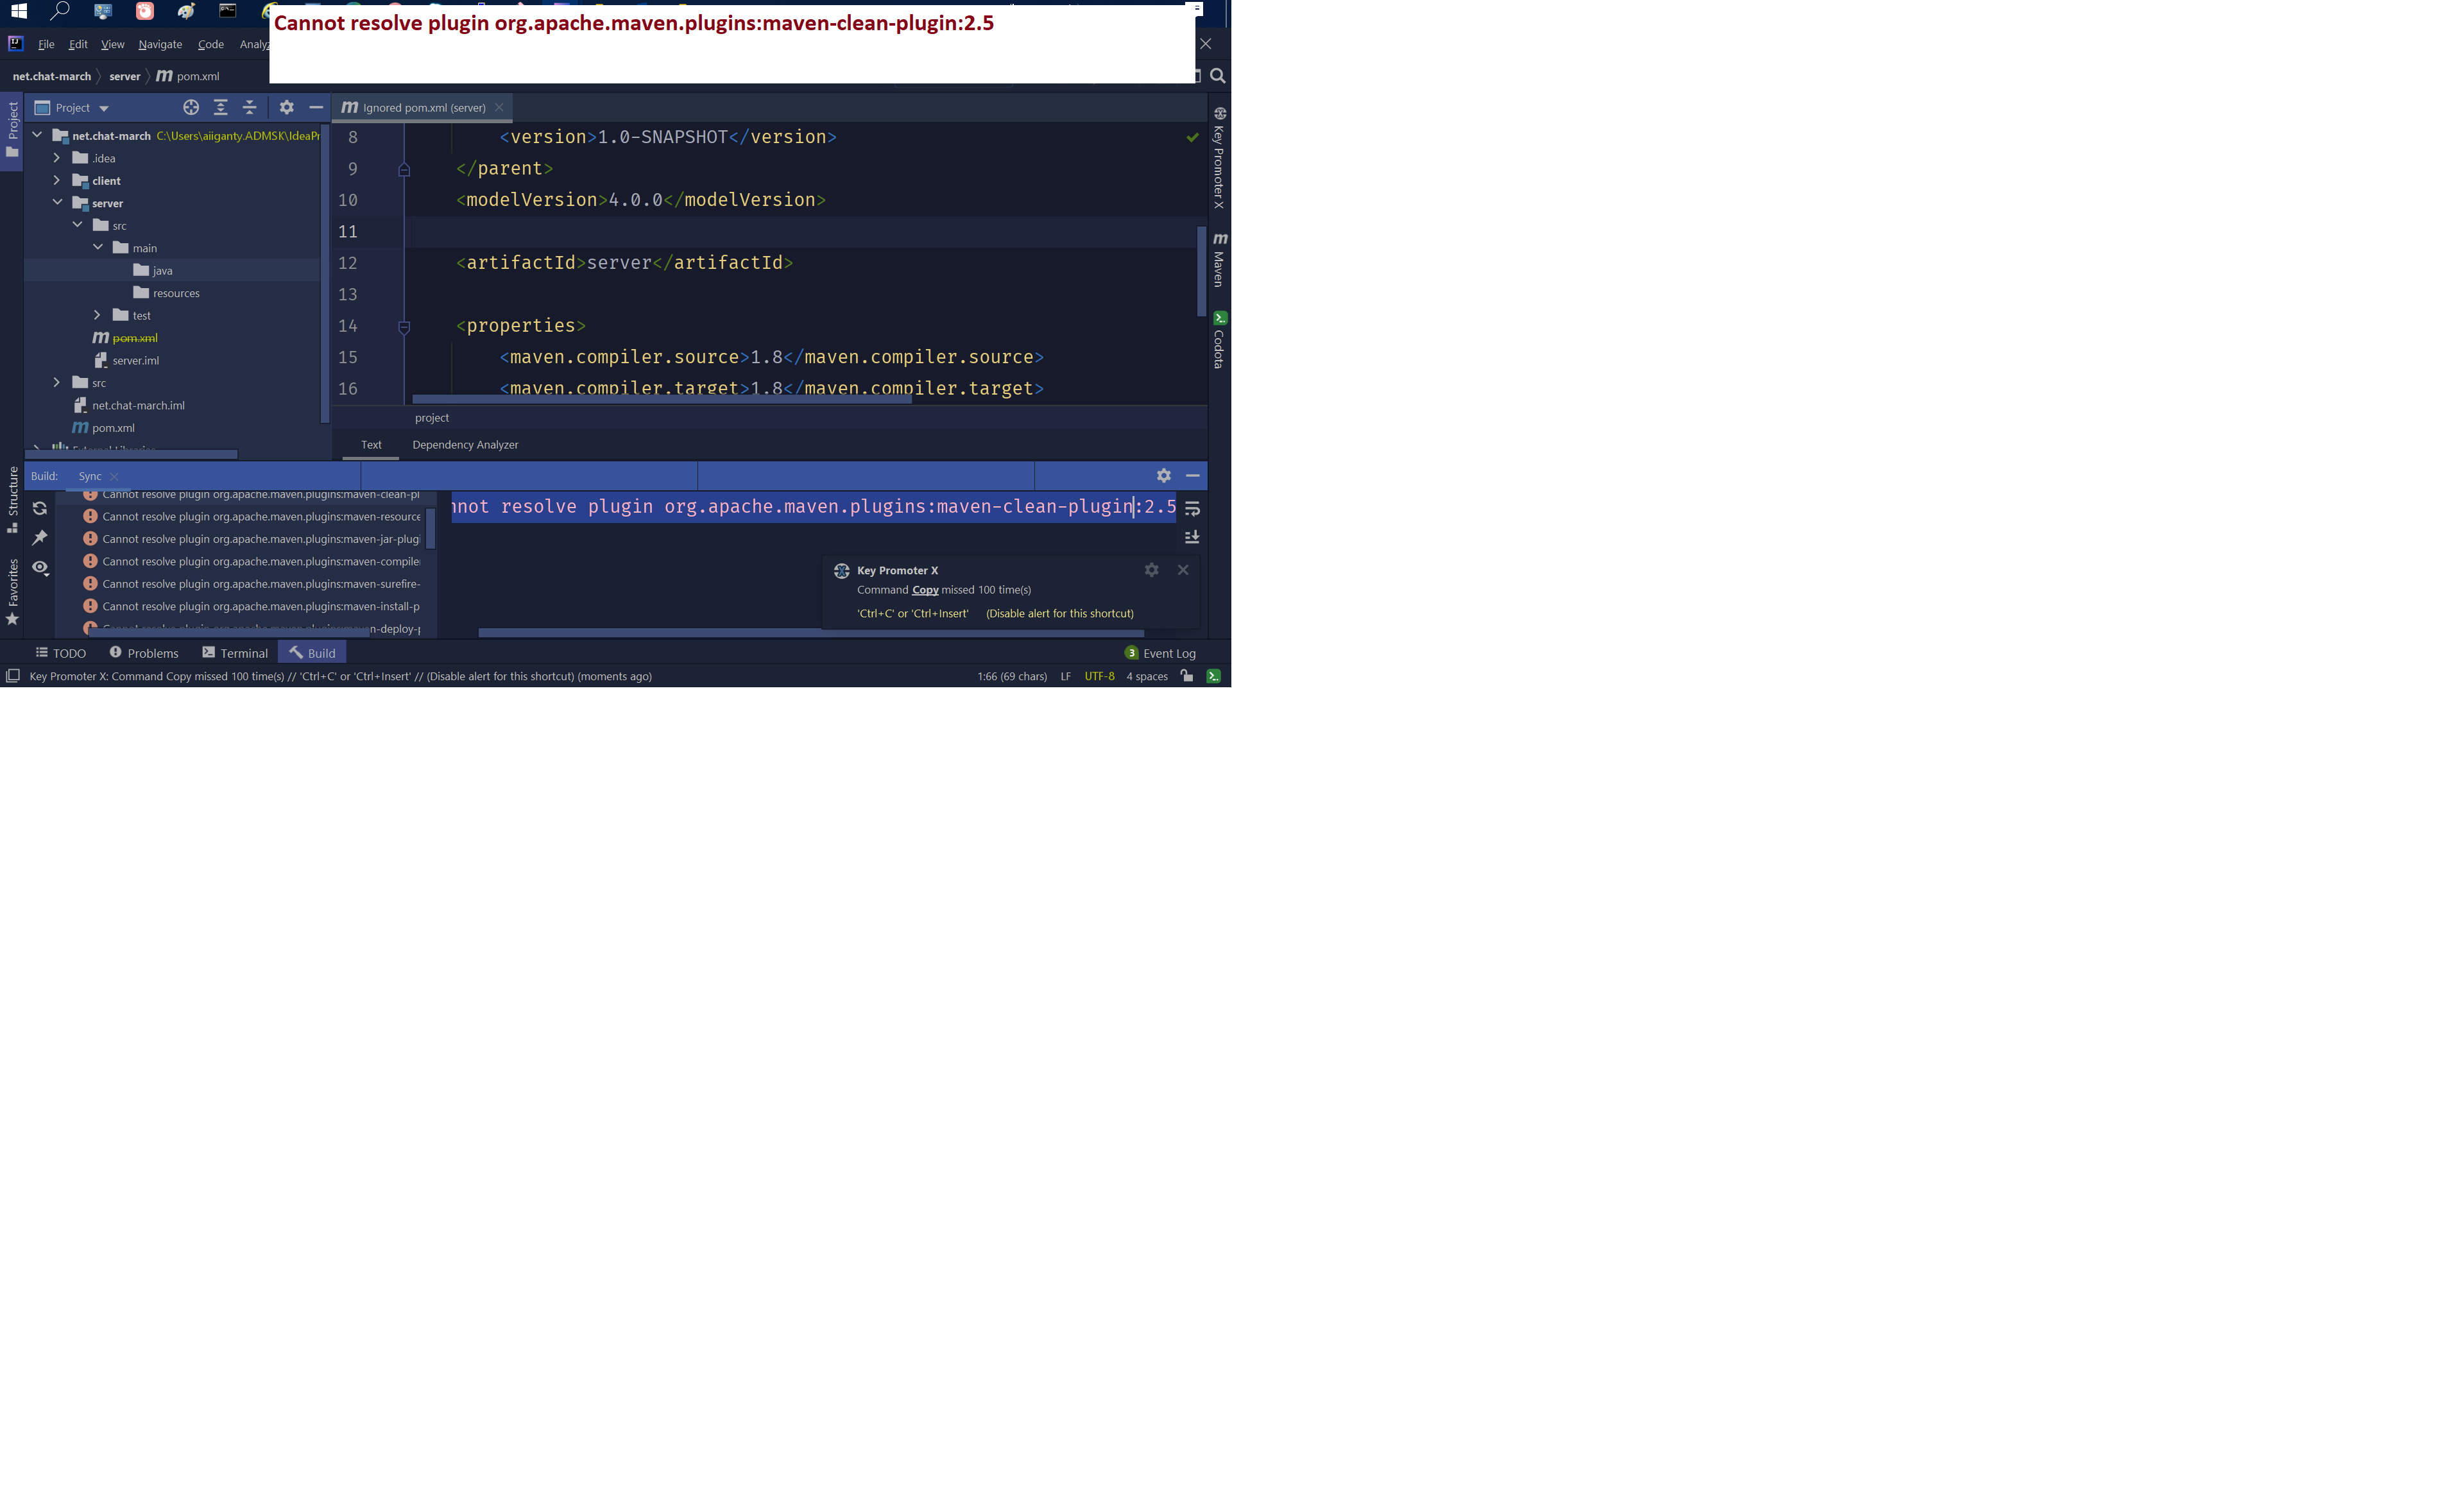 Cannot resolve plugin org.apache.maven.plugins:maven-clean-plugin:2.5
File Edit View Navigate Code
net.chat-march server pom.xml
Project
Project
Ignored pom.xml (server)
net.chat-march C:\Users\aiiganty.ADMSK\IdeaPr
.idea
client
server
src
main
java
resources
test
pom.xml
server.iml
src
net.chat-march.iml
pom.xml
8 <version>1.0-SNAPSHOT</version>
9 </parent>
10 <modelVersion>4.0.0</modelVersion>
11
12 <artifactId>server</artifactId>
13
14 <properties>
15 <maven.compiler.source>1.8</maven.compiler.source>
16 <maven.compiler.target>1.8</maven.compiler.target>
project
Text Dependency Analyzer
Key Promoter X
Maven
Codota
Structure
Favorites
Build: Sync
Cannot resolve plugin org.apache.maven.plugins:maven-clean-pl
Cannot resolve plugin org.apache.maven.plugins:maven-resource
Cannot resolve plugin org.apache.maven.plugins:maven-jar-plug
Cannot resolve plugin org.apache.maven.plugins:maven-compile
Cannot resolve plugin org.apache.maven.plugins:maven-surefire-
Cannot resolve plugin org.apache.maven.plugins:maven-install-p
n-deploy-p
nnot resolve plugin org.apache.maven.plugins:maven-clean-plugin:2.5
Key Promoter X
Command Copy missed 100 time(s)
'Ctrl+C' or 'Ctrl+Insert' (Disable alert for this shortcut)
TODO Problems Terminal Build
3 Event Log
Key Promoter X: Command Copy missed 100 time(s) // 'Ctrl+C' or 'Ctrl+Insert' // (Disable alert for this shortcut) (moments ago)
1:66 (69 chars) LF UTF-8 4 spaces